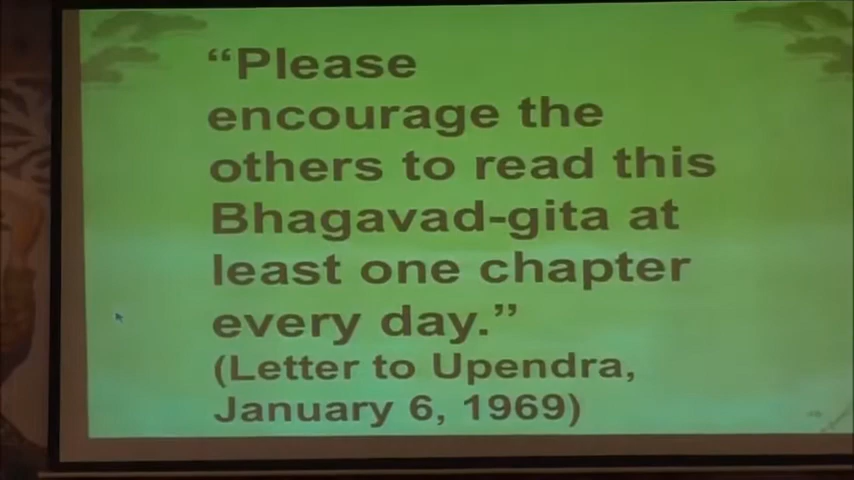 “Please
encourage the
others to read this
Bhagavad-gita at
least one chapter
every day.”
(Letter to Upendra,
January 6, 1969)